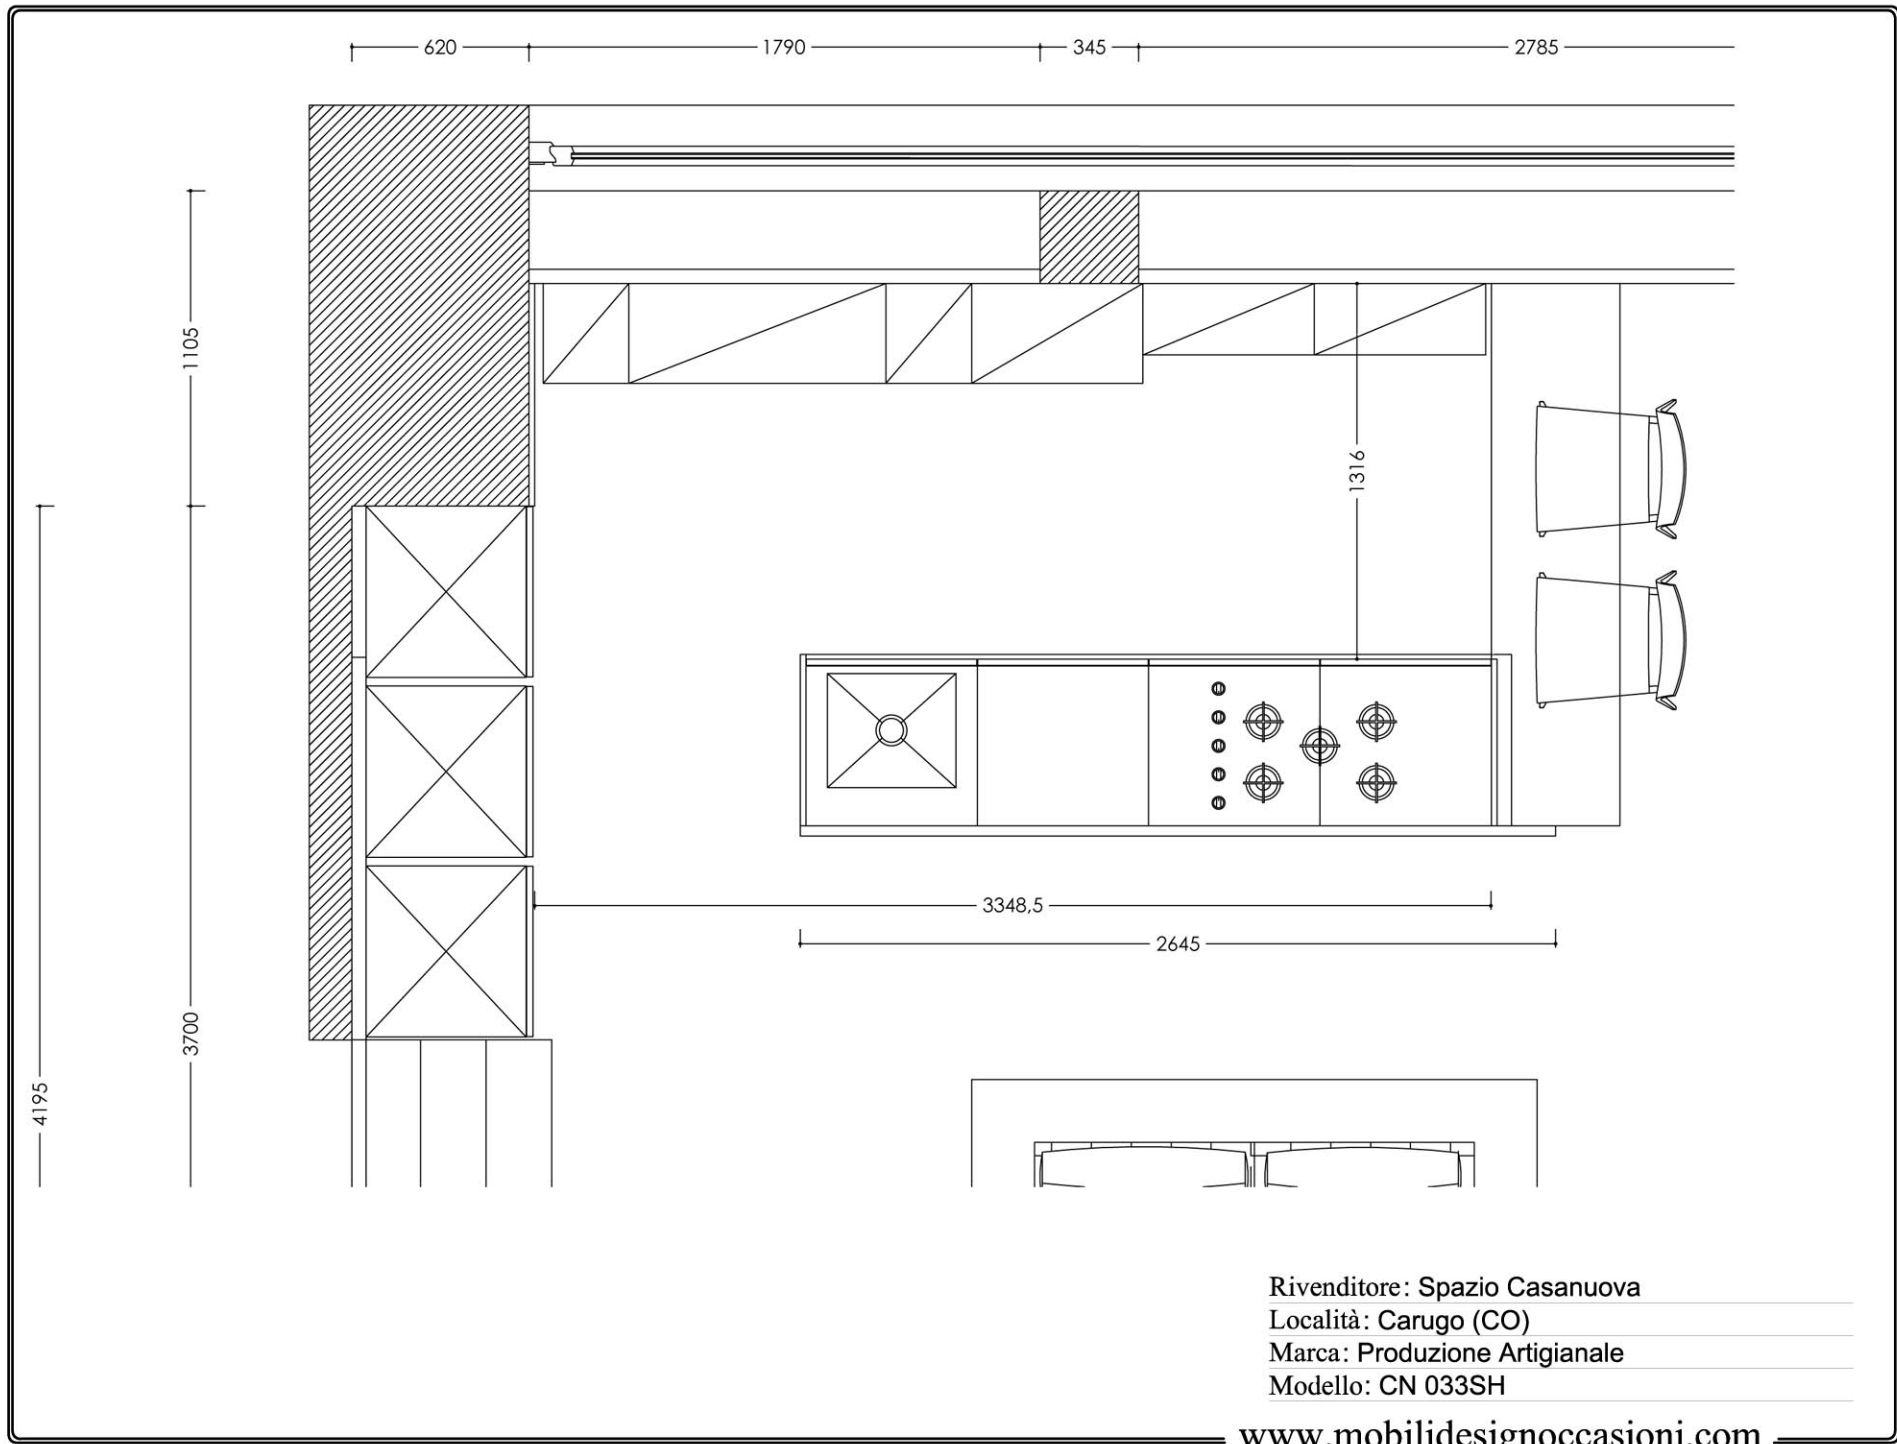 620
1790
345
2785
1105
1316
3348,5
2645
3700
4195
Rivenditore: Spazio Casanuova
Località: Carugo (CO)
Marca: Produzione Artigianale
Modello: CN 033SH
www.mobilidesignoccasioni.com